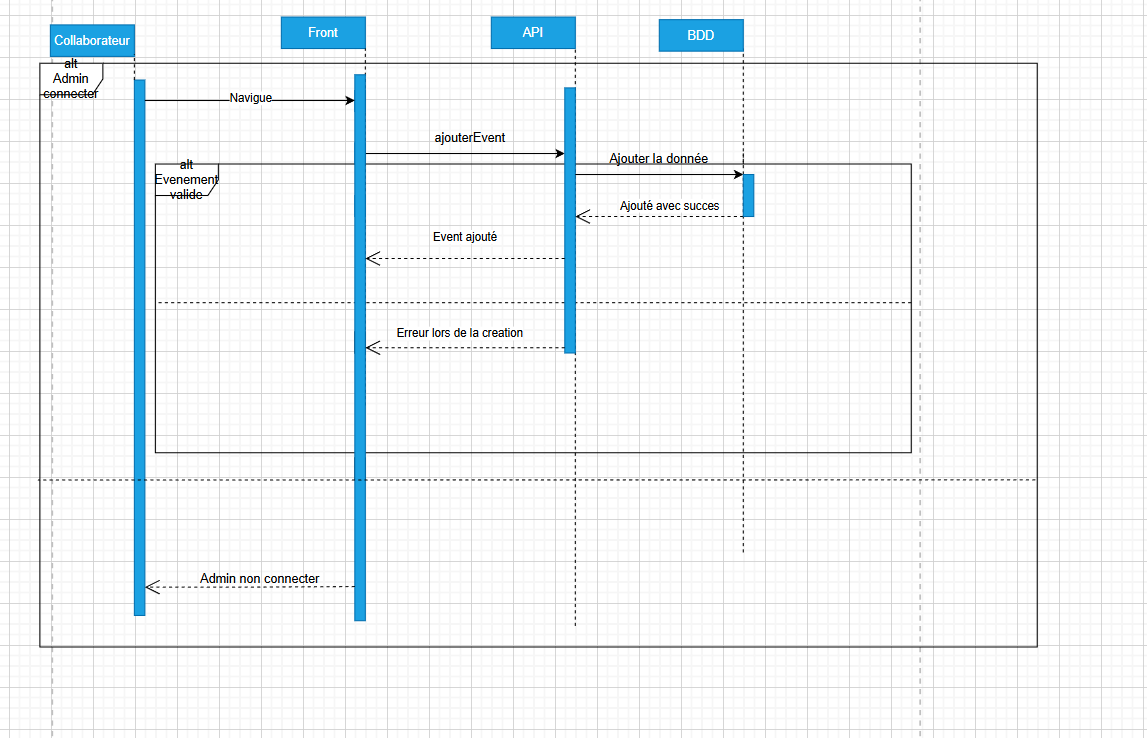 Collaborateur
Front
API
BDD
alt
Admin
connecter
Navigue
ajouterEvent
Ajouter la donnée
alt
Evenement
valide
Ajouté avec succes
Event ajouté
Erreur lors de la creation
Admin non connecter